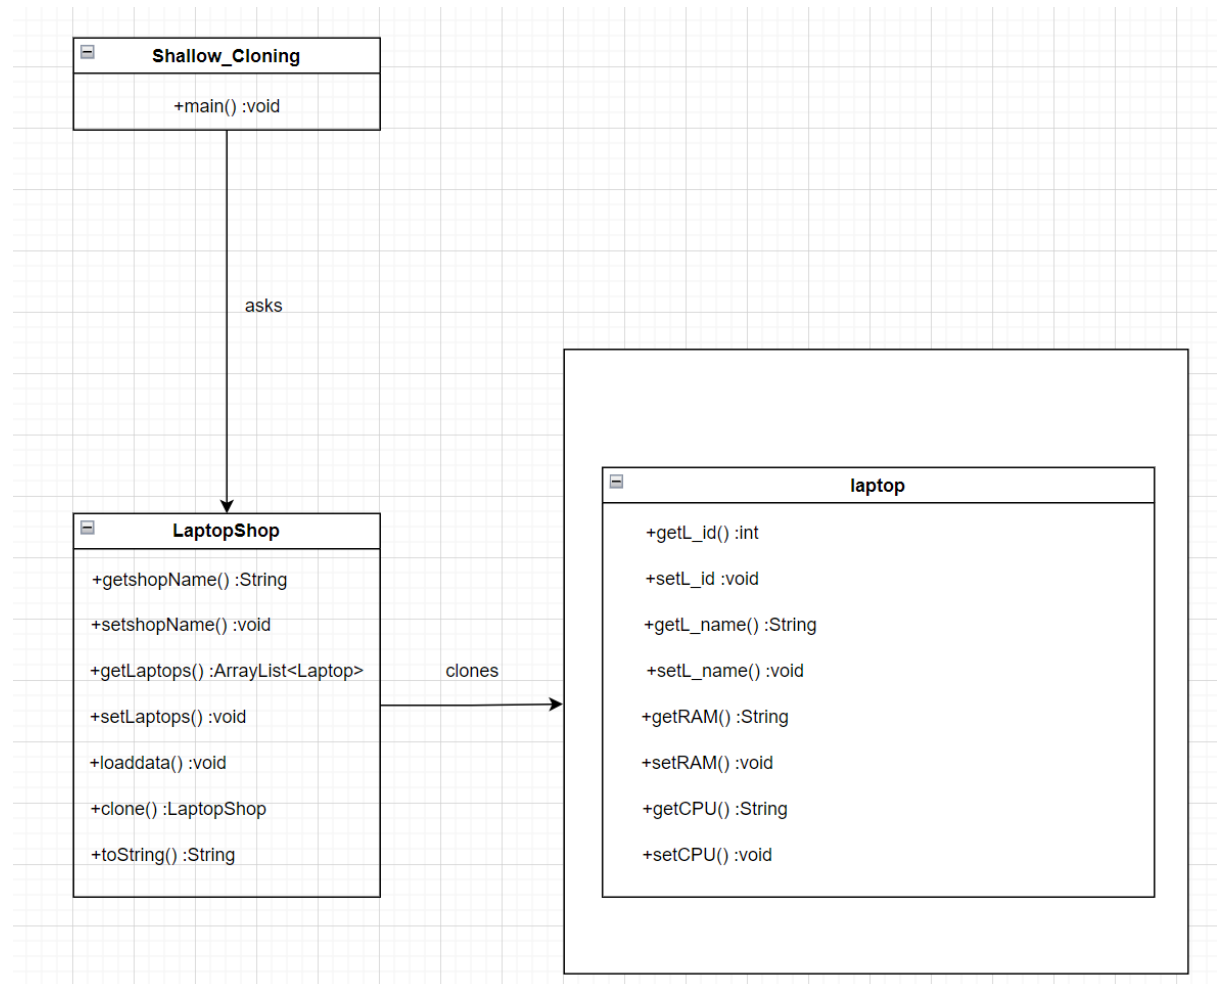 Shallow_Cloning
+main() :void
asks
LaptopShop
+getshopName() :String
+setshopName() :void
+getLaptops() :ArrayList<Laptop>
+setLaptops() :void
+loaddata() :void
+clone() :LaptopShop
+toString() :String
clones
laptop
+getL_id() :int
+setL_id :void
+getL_name() :String
+setL_name() :void
+getRAM() :String
+setRAM() :void
+getCPU() :String
+setCPU() :void